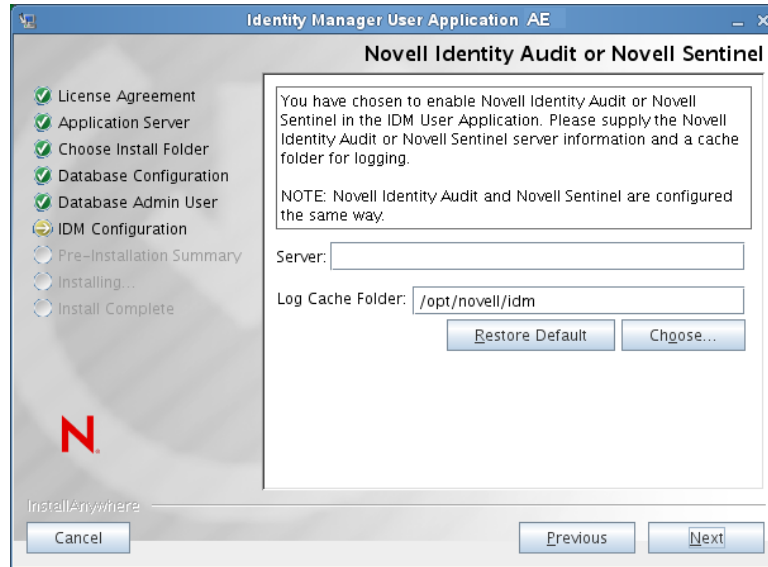 Identity Manager User Application AE
Novell Identity Audit or Novell Sentinel
License Agreement
Application Server
Choose Install Folder
Database Configuration
Database Admin User
IDM Configuration
Pre-Installation Summary
Installing...
Install Complete
You have chosen to enable Novell Identity Audit or Novell
Sentinel in the IDM User Application. Please supply the Novell
Identity Audit or Novell Sentinel server information and a cache
folder for logging.
NOTE: Novell Identity Audit and Novell Sentinel are configured
the same way.
Server:
Log Cache Folder: /opt/novell/idm
Restore Default Choose...
N
InstallAnywhere
Cancel Previous Next